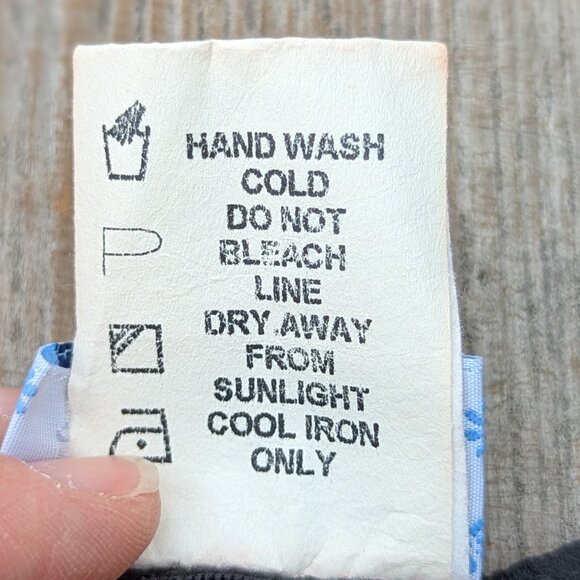 HAND WASH
COLD
DO NOT
BLEACH
LINE
DRY AWAY
FROM
SUNLIGHT
COOL IRON
ONLY